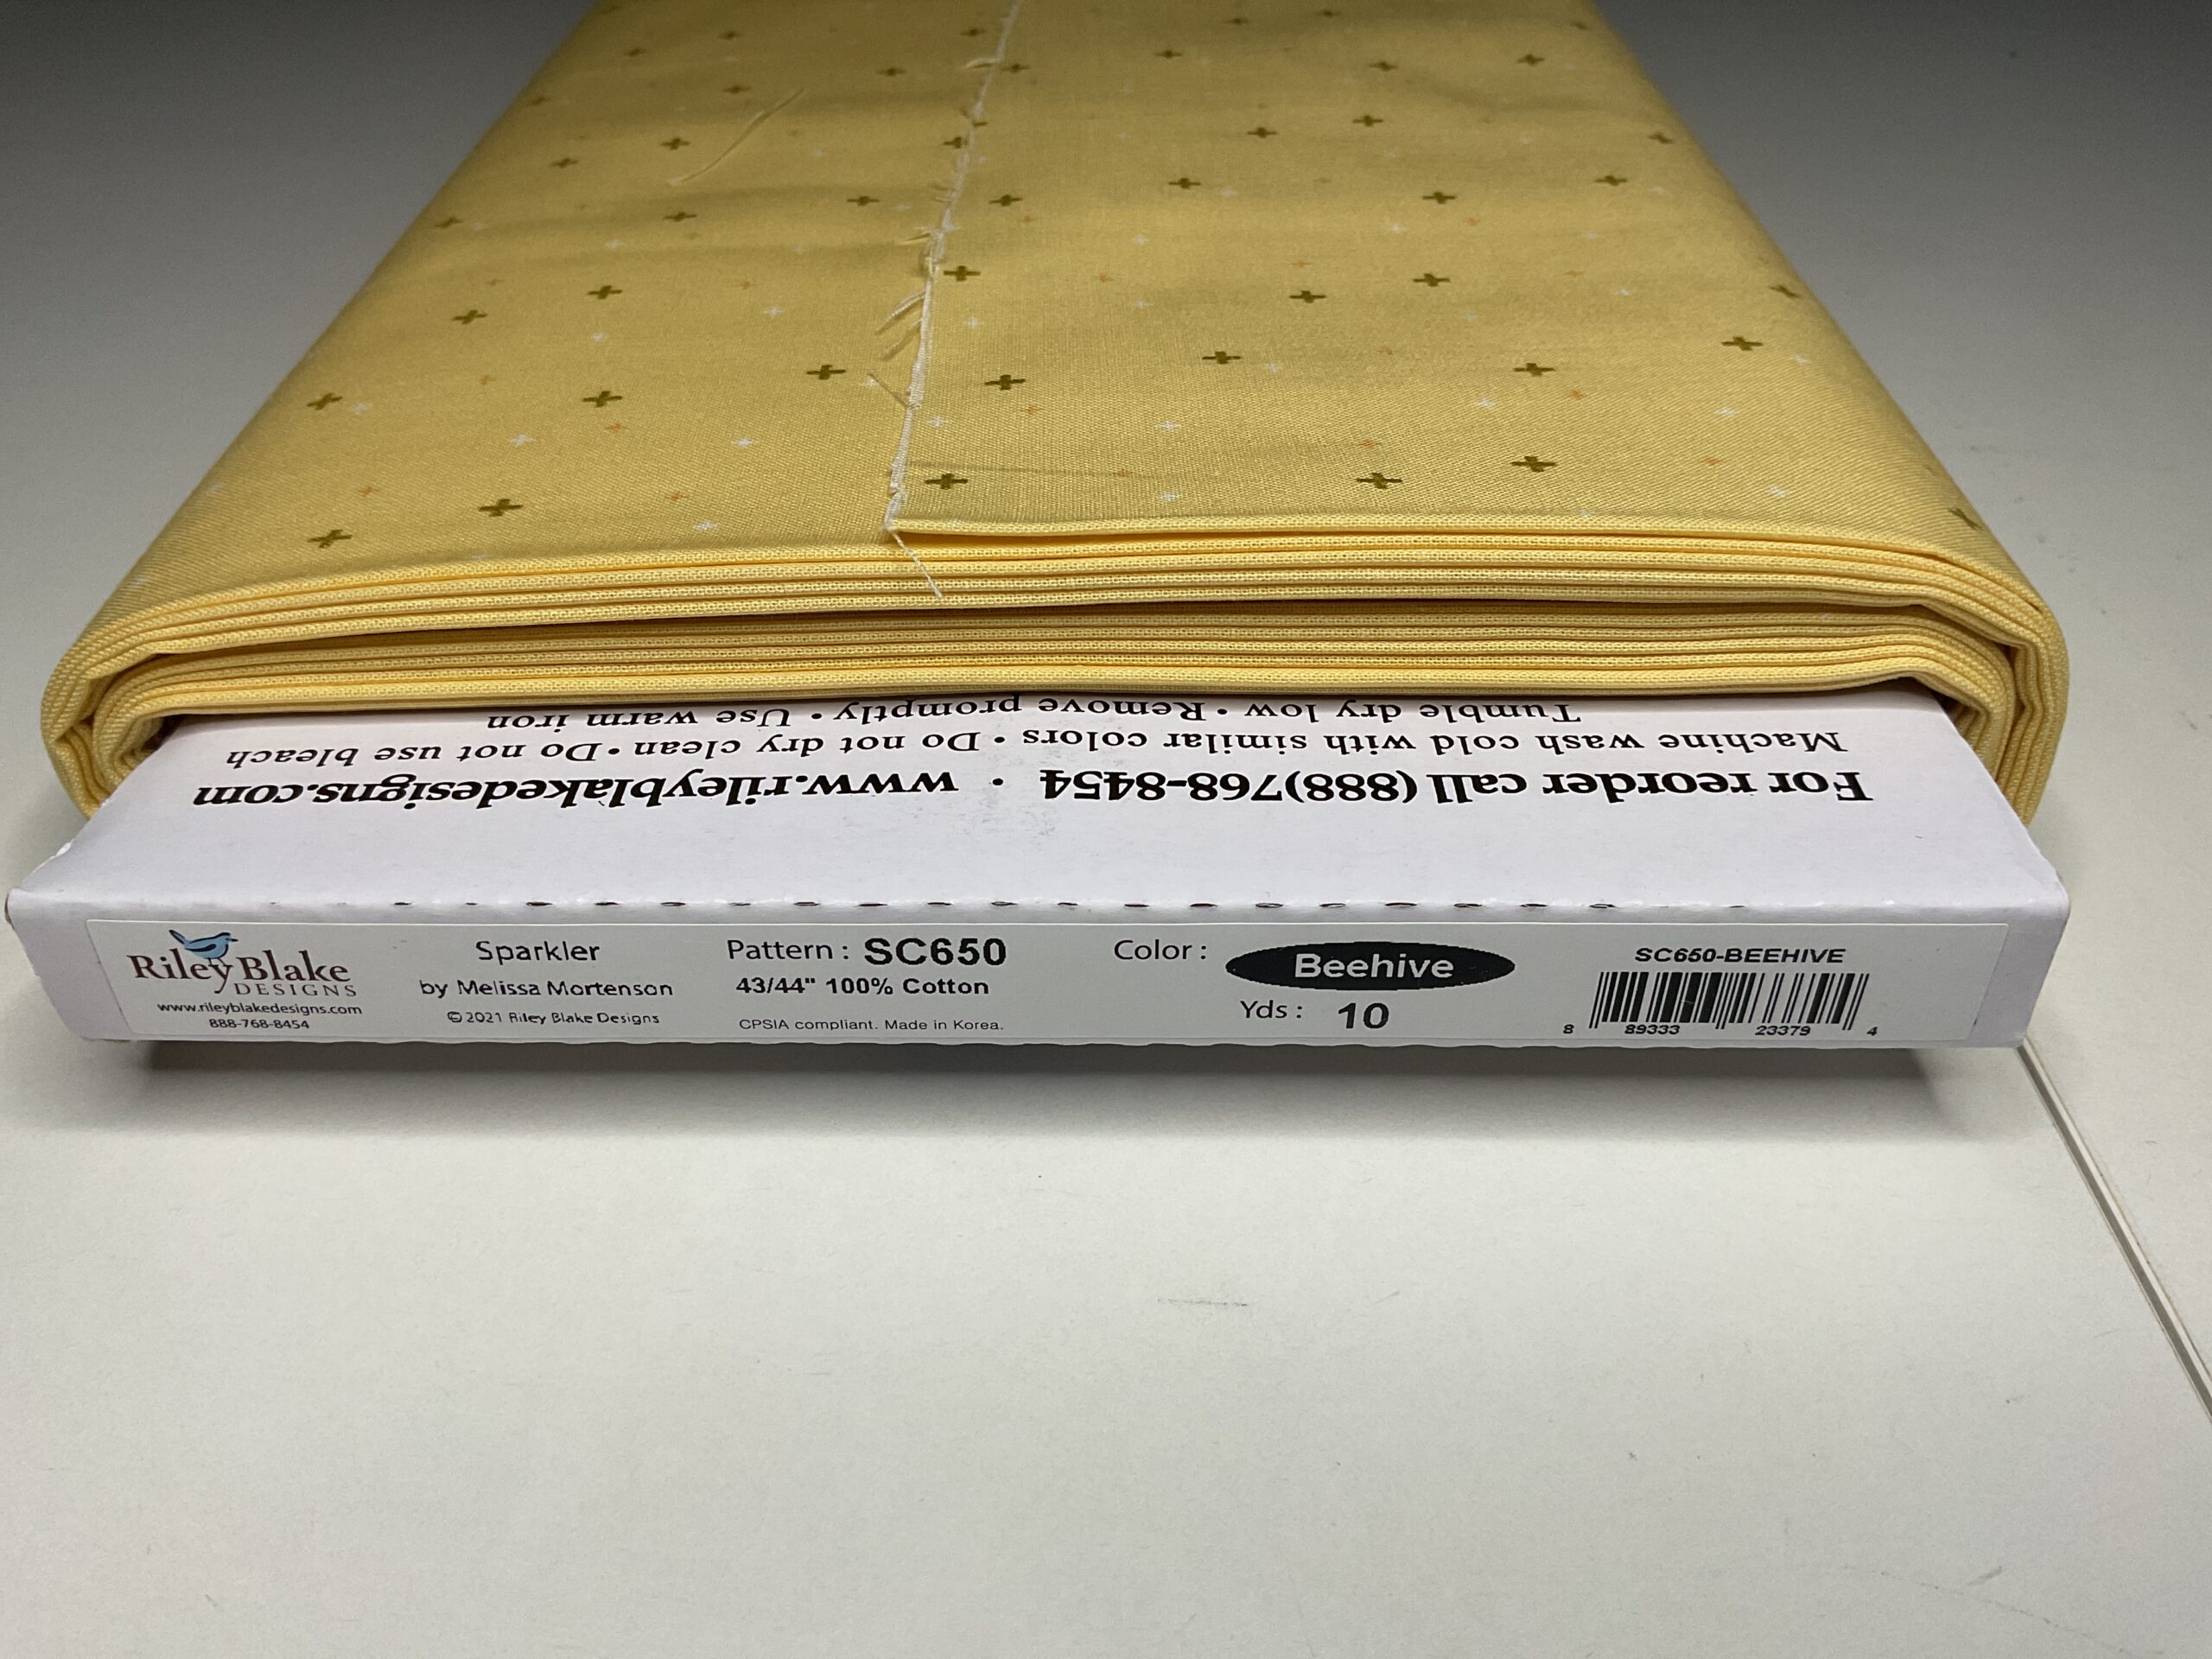 For reorder call (888)768-8454 • www.rileyblakedesigns.com
Machine wash cold with similar colors • Do not dry clean • Do not use bleach
Tumble dry low • Remove promptly • Use warm iron
Riley Blake
DESIGNS
www.rileyblakedesigns.com
888-768-8454
Sparkler
by Melissa Mortenson
©2021 Riley Blake Designs
Pattern : SC650
43/44" 100% Cotton
CPSIA compliant. Made in Korea.
Color : Beehive
Yds : 10
SC650-BEEHIVE
8 89333 23379 4